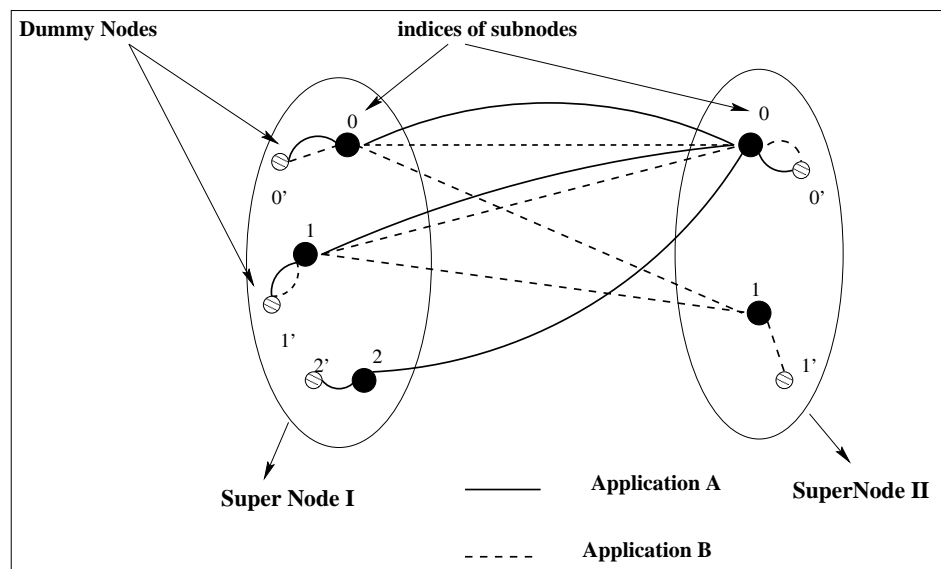 Dummy Nodes
indices of subnodes
0
0
0’
0’
1
1
1’
2’
2
1’
Super Node I
Application A
SuperNode II
Application B